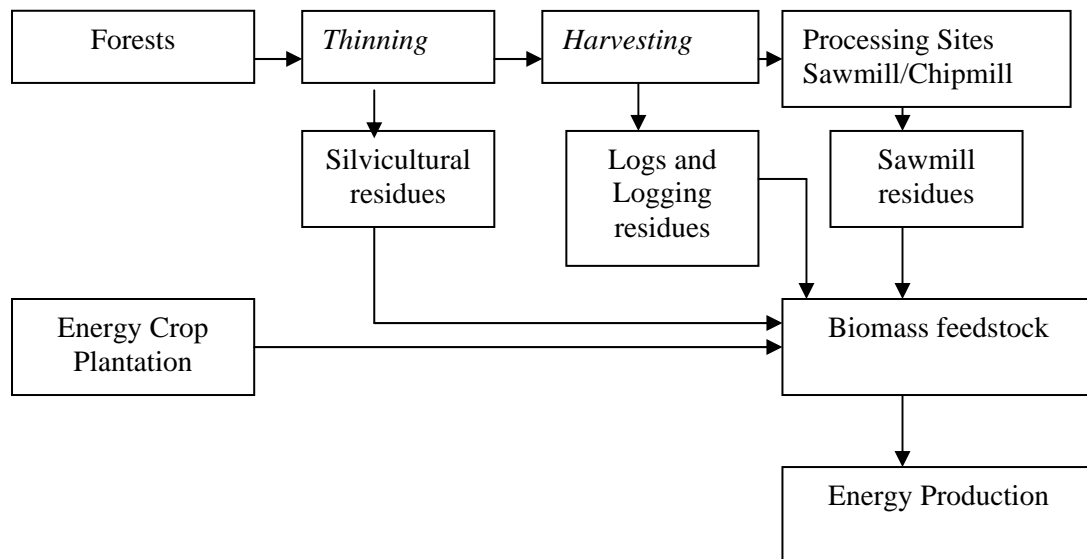 Forests
Thinning
Harvesting
Processing Sites
Sawmill/Chipmill
Silvicultural
residues
Logs and
Logging
residues
Sawmill
residues
Energy Crop
Plantation
Biomass feedstock
Energy Production